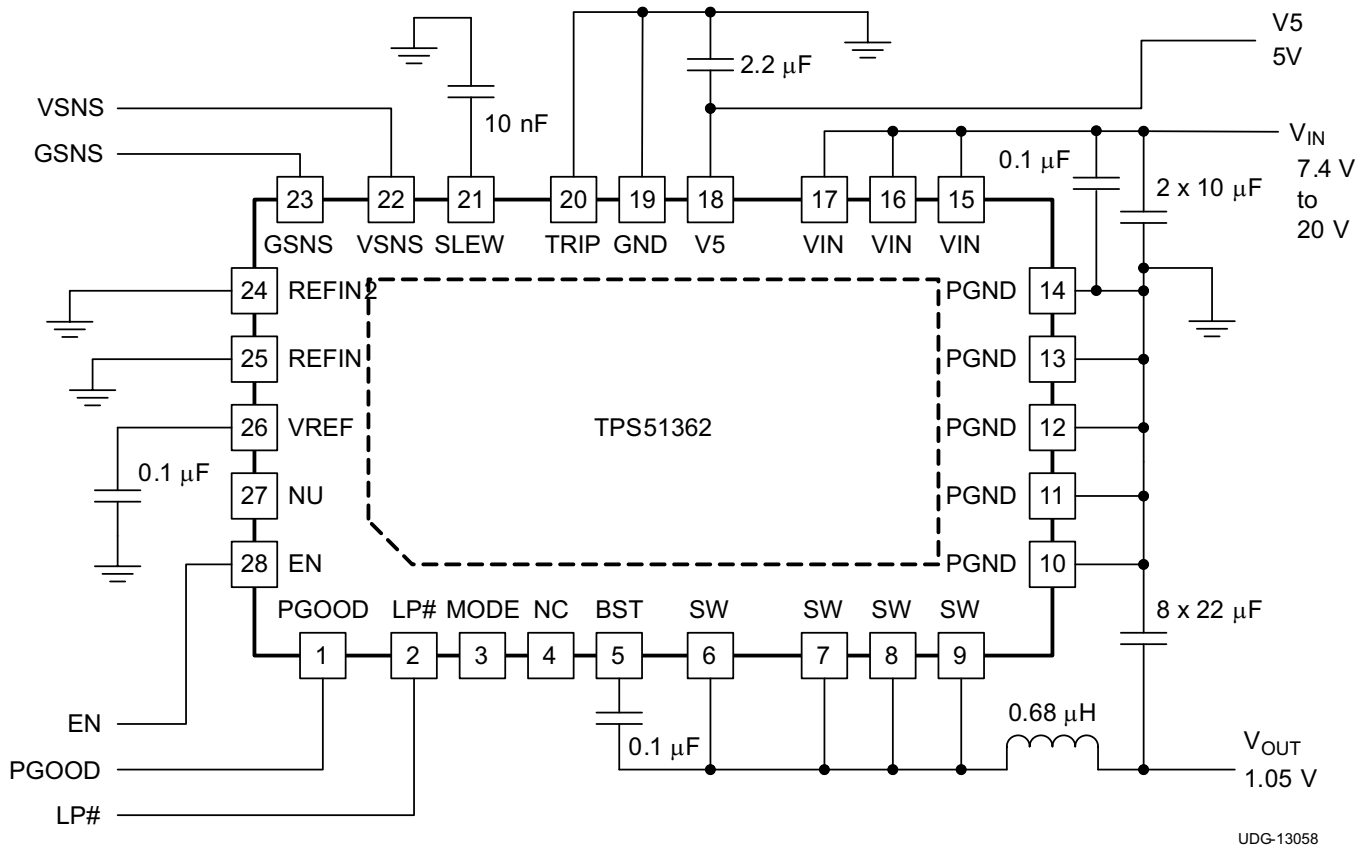 V5
5V
2.2 μF
VSNS
10 nF
GSNS
VIN
0.1 μF
7.4 V
to
20 V
2 x 10 μF
23 22 21 20 19 18 17 16 15
GSNS VSNS SLEW TRIP GND V5 VIN VIN VIN
24 REFIN2
PGND 14
25 REFIN
PGND 13
26 VREF
TPS51362
PGND 12
0.1 μF
27 NU
PGND 11
28 EN
PGND 10
PGOOD LP# MODE NC BST SW SW SW SW
8 x 22 μF
1 2 3 4 5 6 7 8 9
EN
0.1 μF
0.68 μH
PGOOD
VOUT
1.05 V
LP#
UDG-13058